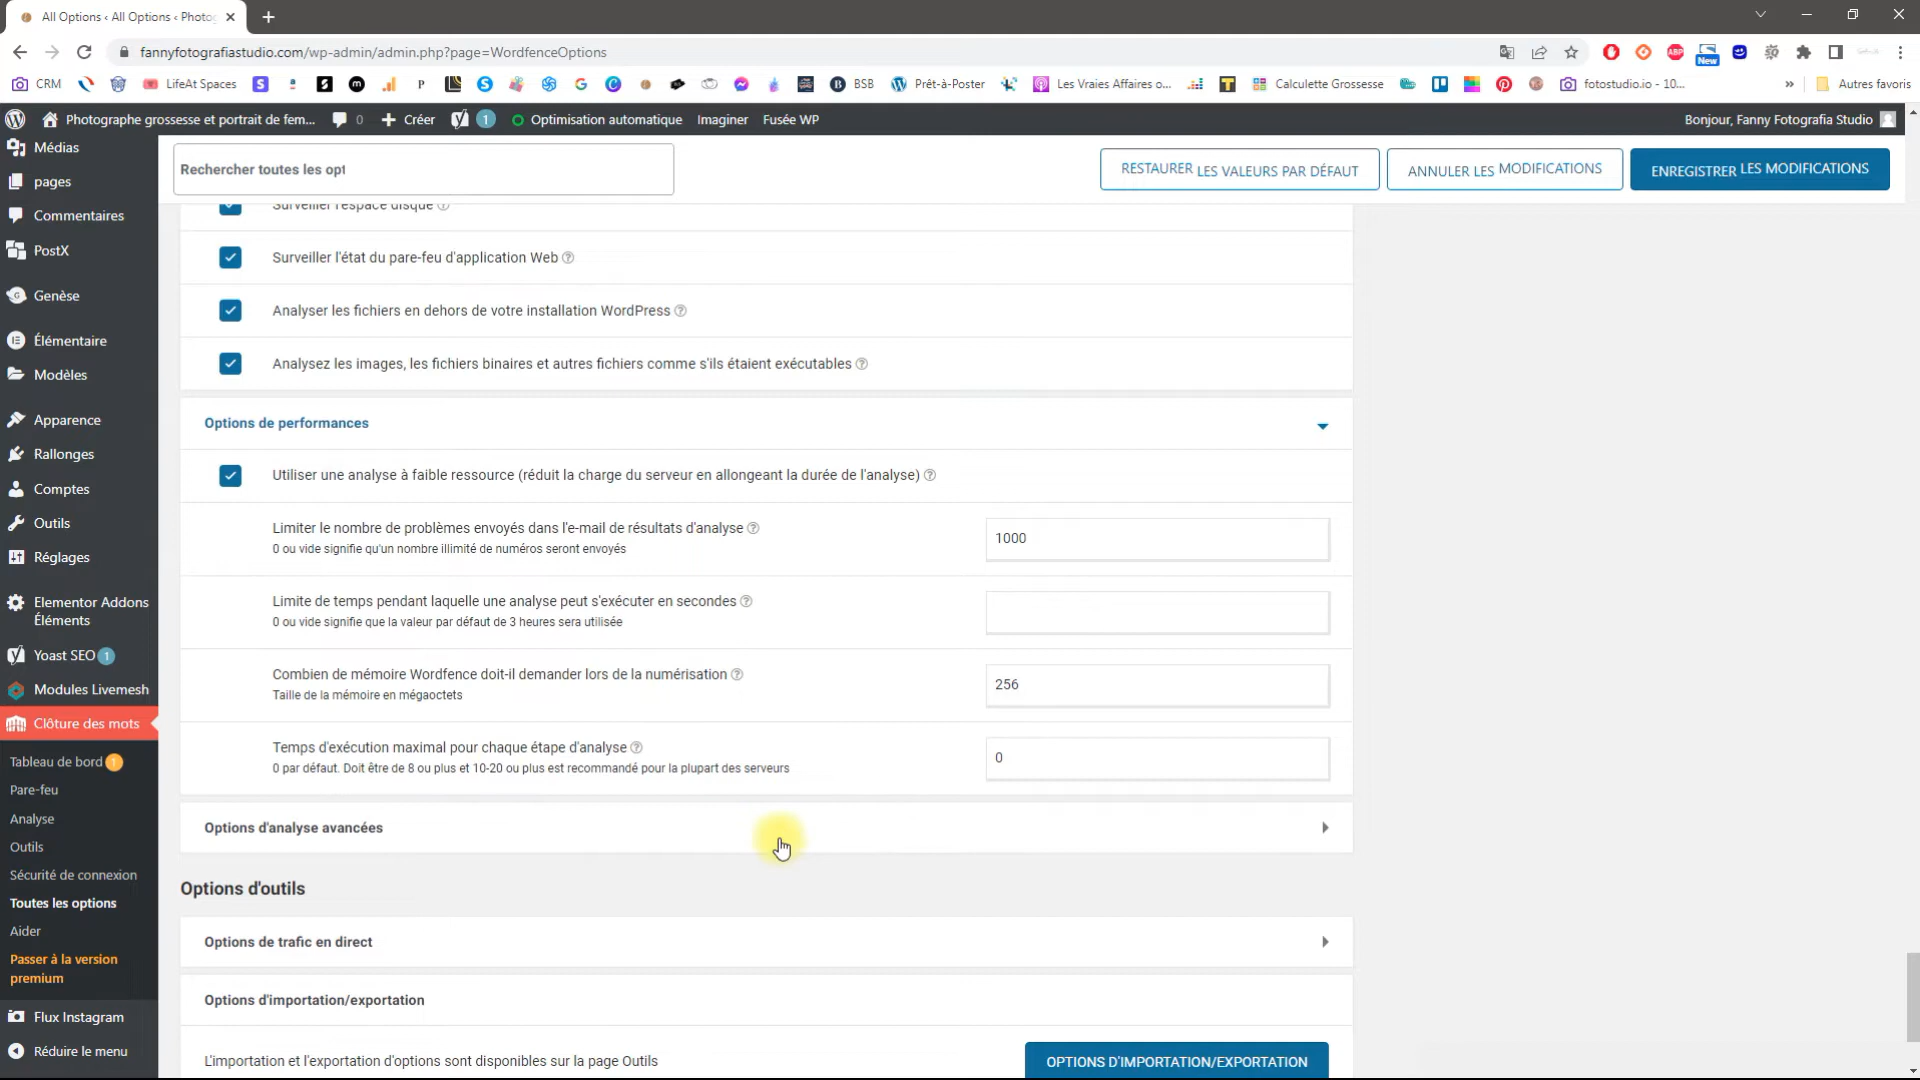 All Options ‹ All Options ‹ Photo
fannyfotografiastudio.com/wp-admin/admin.php?page=WordfenceOptions
New
CRM
LifeAt Spaces
BSB
Prêt-à-Poster
Les Vraies Affaires o...
Calculette Grossesse
fotostudio.io - 10...
»
Autres favoris
Photographe grossesse et portrait de fem...
0
Créer
1
Optimisation automatique
Imaginer
Fusée WP
Bonjour, Fanny Fotografia Studio
Médias
pages
Commentaires
PostX
Genèse
Élémentaire
Modèles
Apparence
Rallonges
Comptes
Outils
Réglages
Elementor Addons
Éléments
Yoast SEO 1
Modules Livemesh
Clôture des mots
Tableau de bord 1
Pare-feu
Analyse
Outils
Sécurité de connexion
Toutes les options
Aider
Passer à la version
premium
Flux Instagram
Réduire le menu
Rechercher toutes les opt
RESTAURER LES VALEURS PAR DÉFAUT
ANNULER LES MODIFICATIONS
ENREGISTRER LES MODIFICATIONS
Surveiller l'espace disque
Surveiller l'état du pare-feu d'application Web
Analyser les fichiers en dehors de votre installation WordPress
Analysez les images, les fichiers binaires et autres fichiers comme s'ils étaient exécutables
Options de performances
Utiliser une analyse à faible ressource (réduit la charge du serveur en allongeant la durée de l'analyse)
Limiter le nombre de problèmes envoyés dans l'e-mail de résultats d'analyse
0 ou vide signifie qu'un nombre illimité de numéros seront envoyés
1000
Limite de temps pendant laquelle une analyse peut s'exécuter en secondes
0 ou vide signifie que la valeur par défaut de 3 heures sera utilisée
Combien de mémoire Wordfence doit-il demander lors de la numérisation
Taille de la mémoire en mégaoctets
256
Temps d'exécution maximal pour chaque étape d'analyse
0 par défaut. Doit être de 8 ou plus et 10-20 ou plus est recommandé pour la plupart des serveurs
0
Options d'analyse avancées
Options d'outils
Options de trafic en direct
Options d'importation/exportation
L'importation et l'exportation d'options sont disponibles sur la page Outils
OPTIONS D'IMPORTATION/EXPORTATION